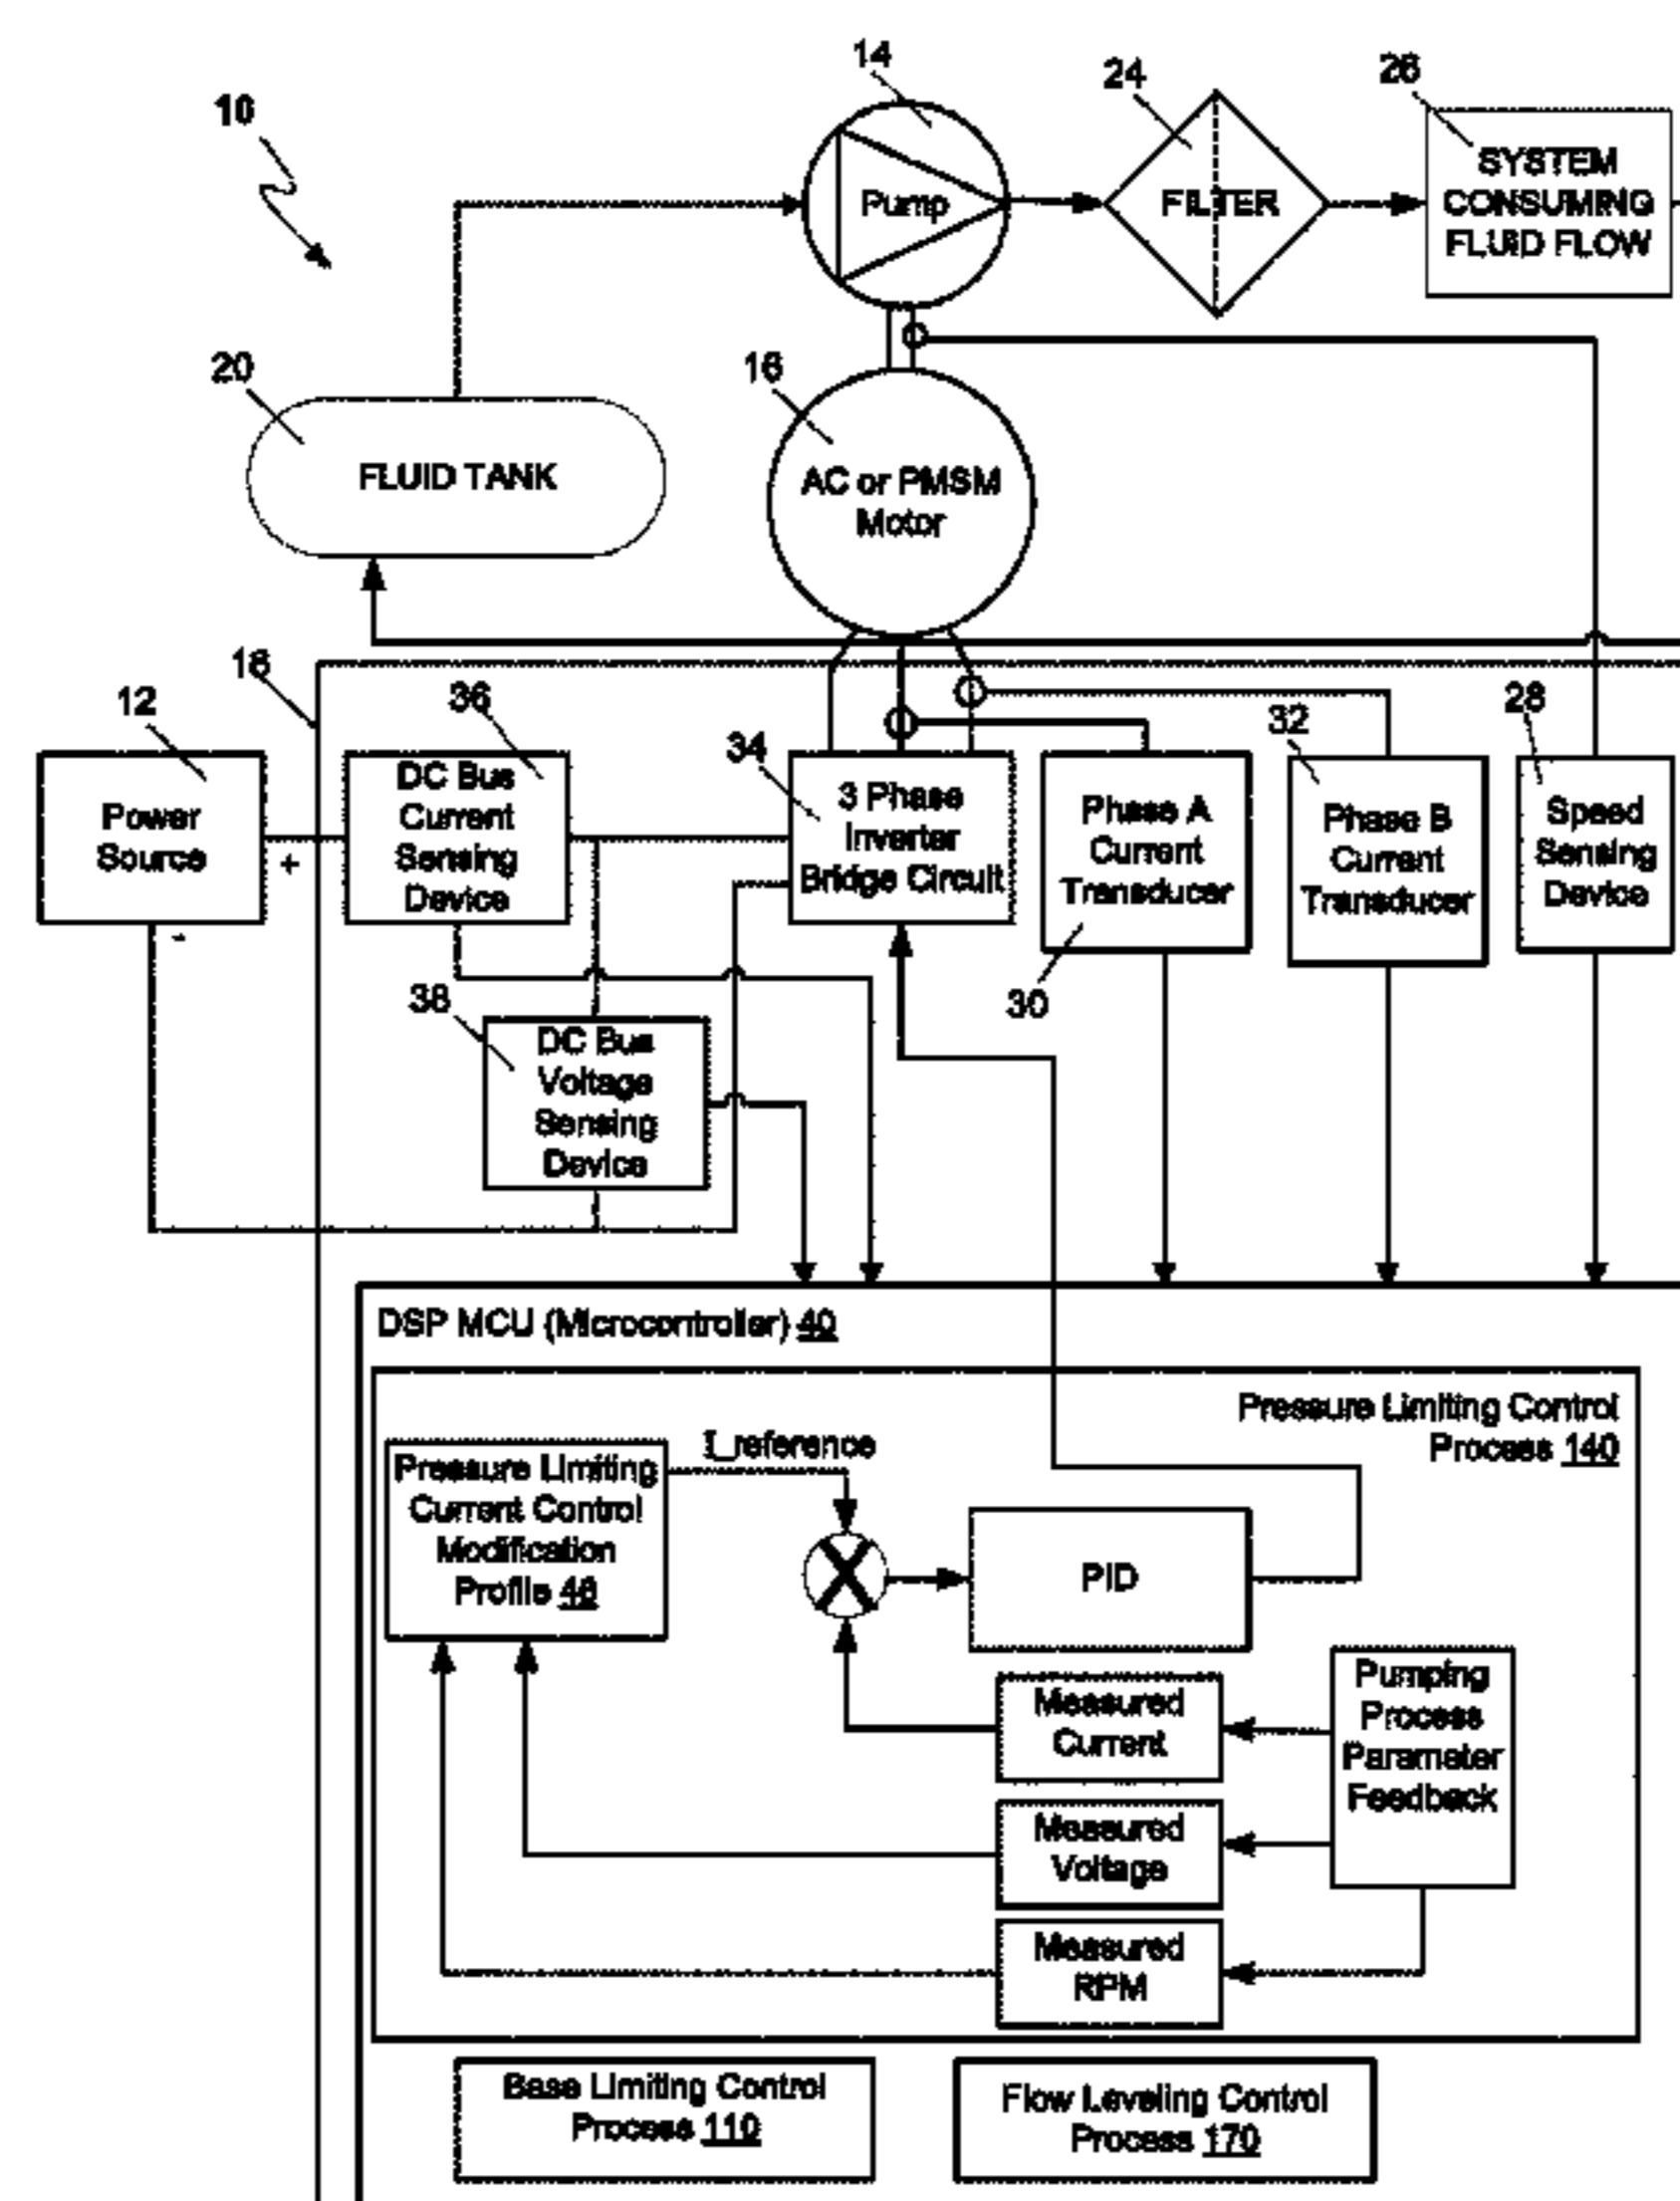 10
14
24
26
Pump
FILTER
SYSTEM
CONSUMING
FLUID FLOW
20
16
FLUID TANK
AC or PMSM
Motor
18
12
36
34
32
28
Power
Source
+
-
DC Bus
Current
Sensing
Device
3 Phase
Inverter
Bridge Circuit
Phase A
Current
Transducer
Phase B
Current
Transducer
Speed
Sensing
Device
30
38
DC Bus
Voltage
Sensing
Device
DSP MCU (Microcontroller) 40
Pressure Limiting Control
Process 140
Pressure Limiting
Current Control
Modification
Profile 46
I_reference
PID
Measured
Current
Measured
Voltage
Measured
RPM
Pumping
Process
Parameter
Feedback
Base Limiting Control
Process 110
Flow Leveling Control
Process 170